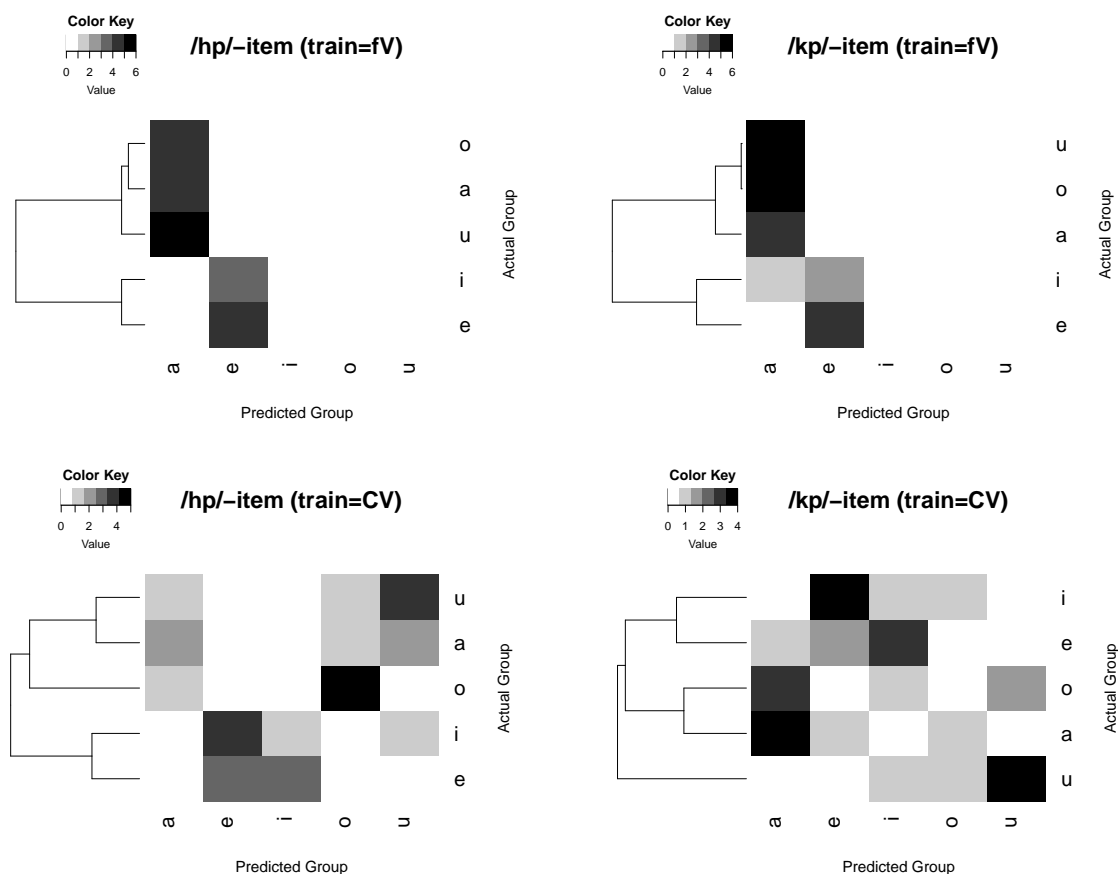 Color Key
0 2 4 6
Value
/hp/−item (train=fV)
o
a
u
i
e
Actual Group
a e i o u
Predicted Group
Color Key
0 2 4 6
Value
/kp/−item (train=fV)
u
o
a
i
e
Actual Group
a e i o u
Predicted Group
Color Key
0 2 4
Value
/hp/−item (train=CV)
u
a
o
i
e
Actual Group
a e i o u
Predicted Group
Color Key
0 1 2 3 4
Value
/kp/−item (train=CV)
i
e
o
a
u
Actual Group
a e i o u
Predicted Group